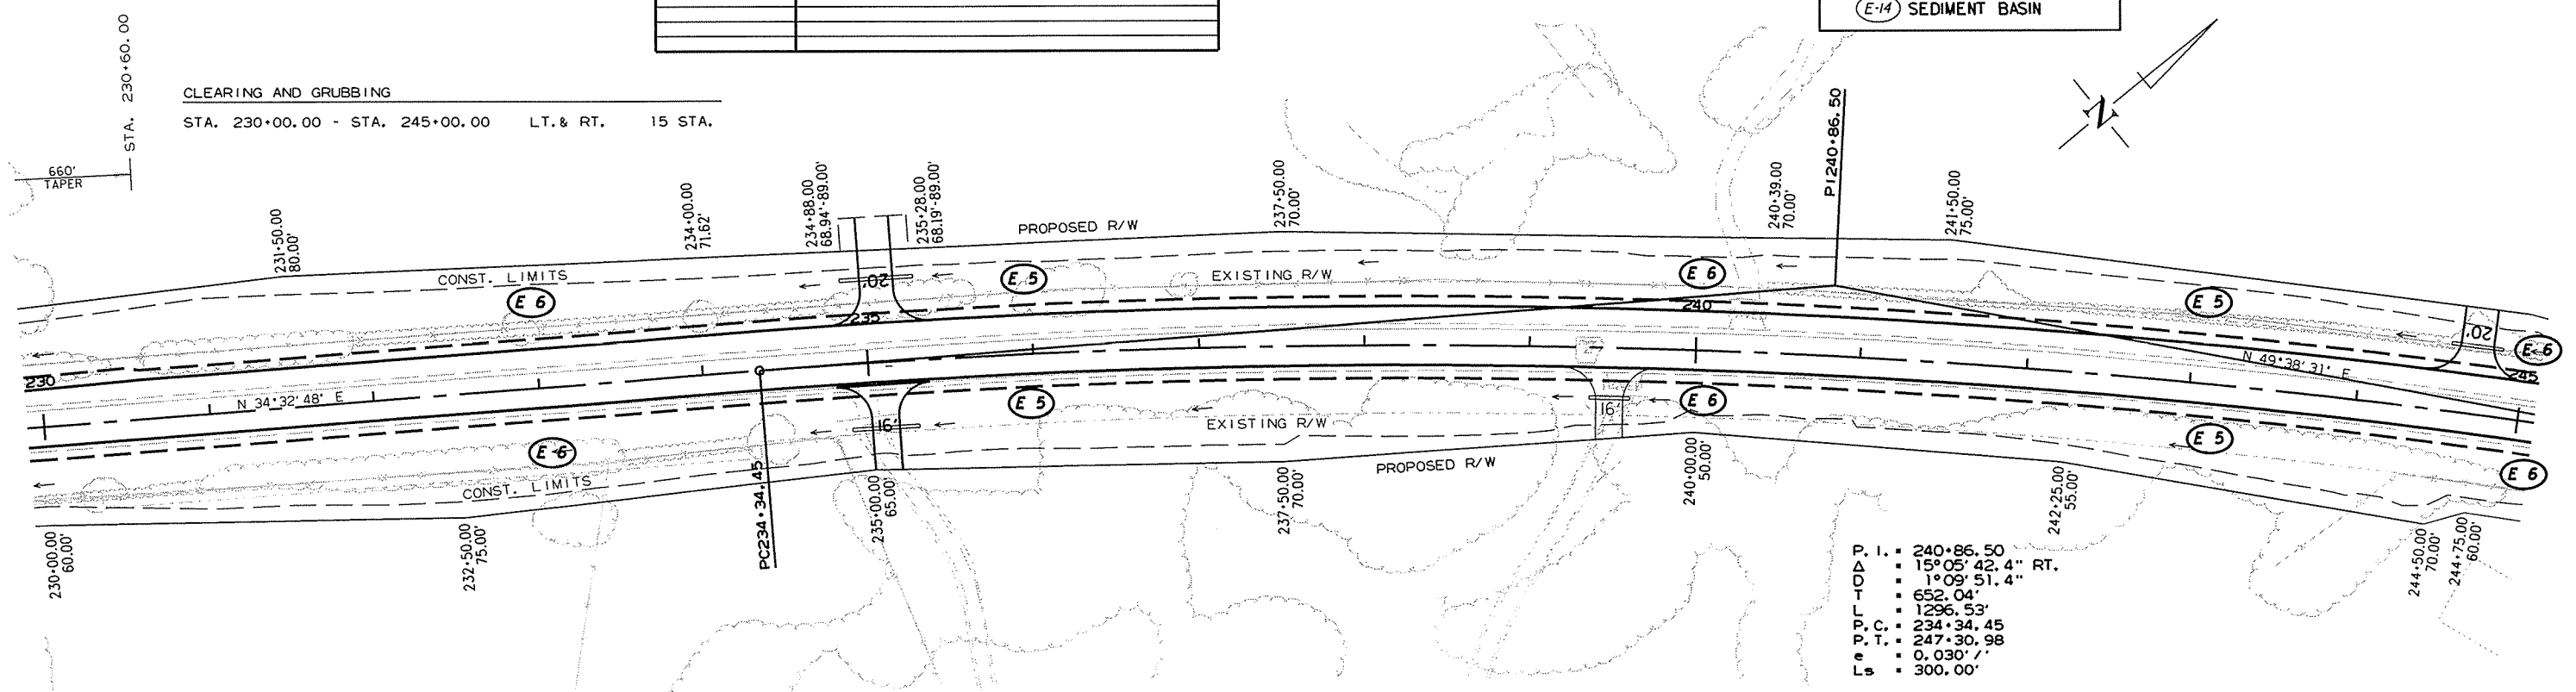 E-14 SEDIMENT BASIN
STA. 230+60.00
CLEARING AND GRUBBING
STA. 230+00.00 - STA. 245+00.00 LT.& RT. 15 STA.
660'
TAPER
231+50.00
80.00'
234+00.00
71.62'
234+88.00
68.94'-89.00'
235+28.00
68.19'-89.00'
237+50.00
70.00'
240+39.00
70.00'
PI240+86.50
241+50.00
75.00'
N
PROPOSED R/W
CONST. LIMITS
EXISTING R/W
E 6
20'
E 5
E 6
E 5
20'
E 6
230
235
240
245
N 34°32'48" E
N 49°38'31" E
E 6
16'
E 5
16'
E 6
E 5
E 6
EXISTING R/W
CONST. LIMITS
PROPOSED R/W
230+00.00
60.00'
232+50.00
75.00'
PC234+34.45
235+00.00
65.00'
237+50.00
70.00'
240+00.00
50.00'
242+25.00
55.00'
244+50.00
70.00'
244+75.00
60.00'
P.I. = 240+86.50
Δ = 15°05'42.4" RT.
D = 1°09'51.4"
T = 652.04'
L = 1296.53'
P.C. = 234+34.45
P.T. = 247+30.98
e = 0.030'/'
Ls = 300.00'